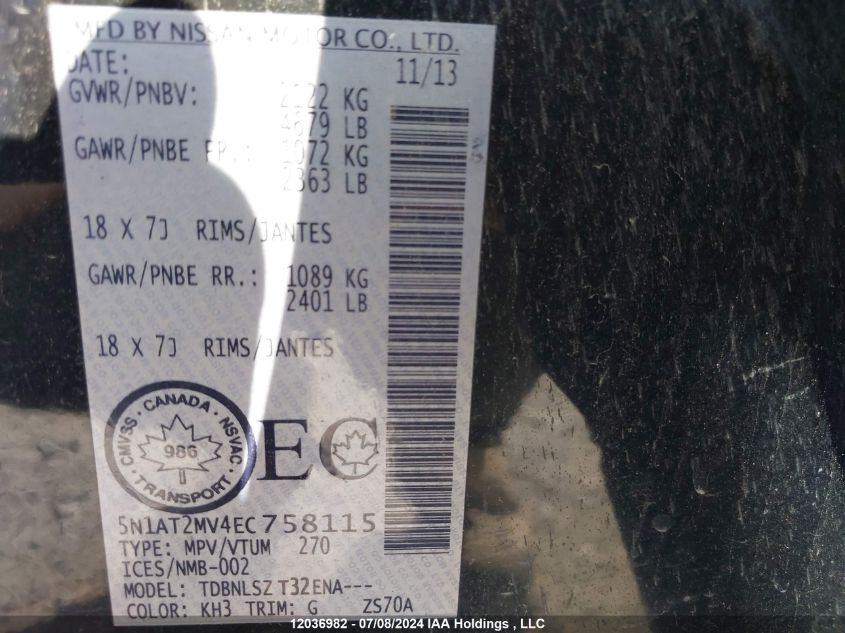 MFD BY NISSAN MOTOR CO., LTD.
DATE: 11/13
GVWR/PNBV: 2122 KG
4679 LB
GAWR/PNBE FR.: 1072 KG
2363 LB
18 X 7J RIMS/JANTES
GAWR/PNBE RR.: 1089 KG
2401 LB
18 X 7J RIMS/JANTES
CANADA
CMVSS NSVAC
986
TRANSPORT
EC
5N1AT2MV4EC758115
TYPE: MPV/VTUM 270
ICES/NMB-002
MODEL: TDBNLSZ T32ENA---
COLOR: KH3 TRIM: G ZS70A
12036982 - 07/08/2024 IAA Holdings , LLC